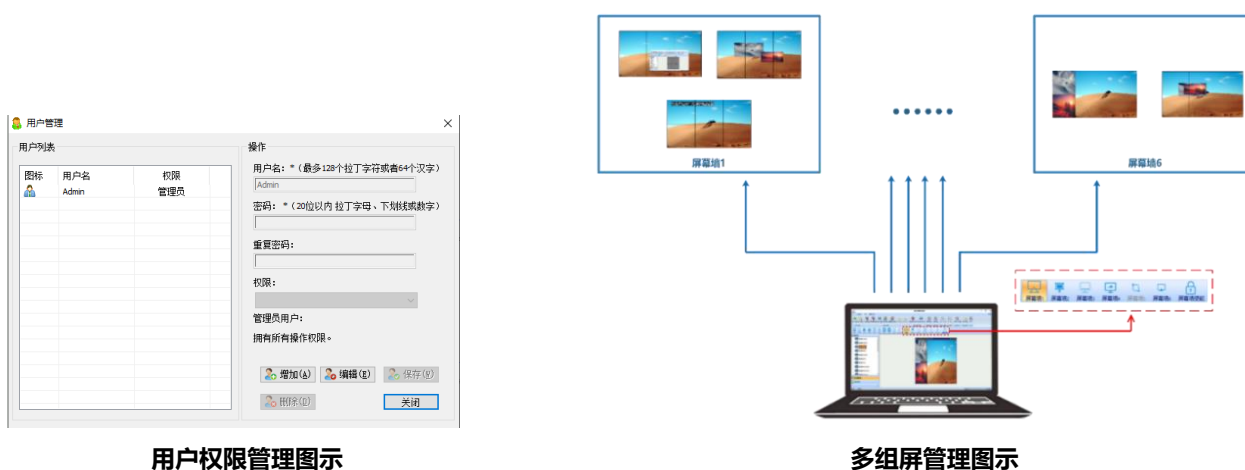 用户管理
用户列表
图标 用户名 权限
Admin 管理员
操作
用户名: *（最多128个拉丁字符或者64个汉字）
Admin
密码: *（20位以内 拉丁字母、下划线或数字）
重复密码:
权限:
管理员用户:
拥有所有操作权限。
增加(A) 编辑(E) 保存(V)
删除(D) 关闭
用户权限管理图示
屏幕墙1
......
屏幕墙6
多组屏管理图示